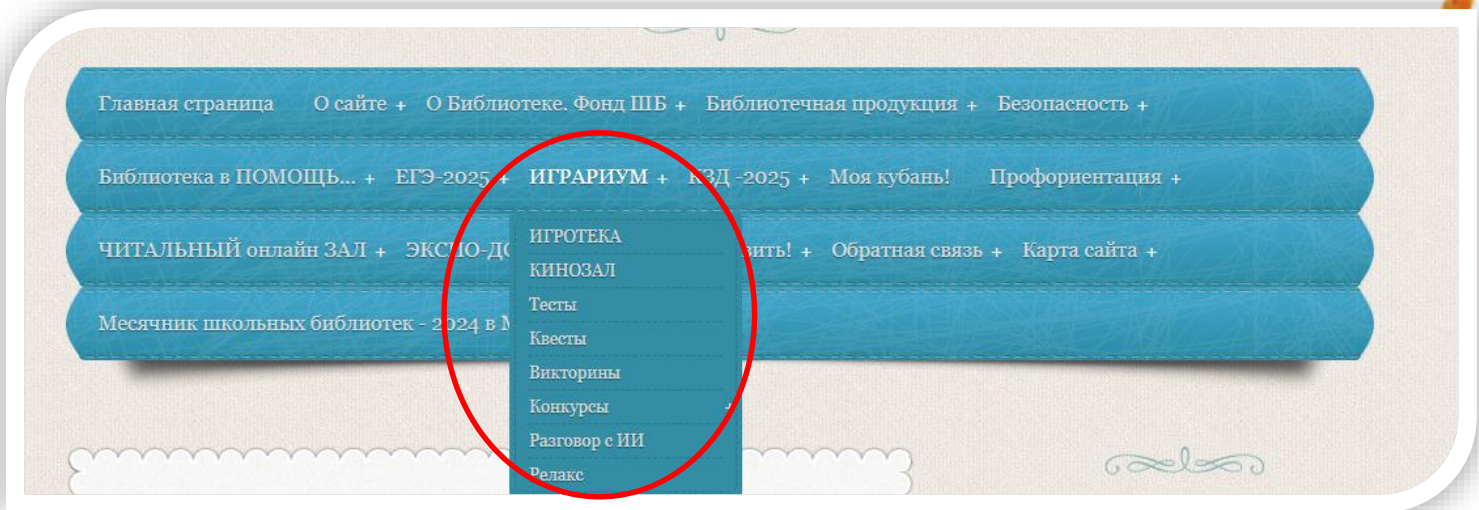 Главная страница О сайте + О Библиотеке. Фонд ШБ + Библиотечная продукция + Безопасность +
Библиотека в ПОМОЩЬ... + ЕГЭ-2025 + ИГРАРИУМ + КЗД -2025 + Моя кубань! Профориентация +
ЧИТАЛЬНЫЙ онлайн ЗАЛ + Обратная связь + Карта сайта +
Месячник школьных библиотек - 2024 в
ИГРОТЕКА
КИНОЗАЛ
Тесты
Квесты
Викторины
Конкурсы +
Разговор с ИИ
Релакс